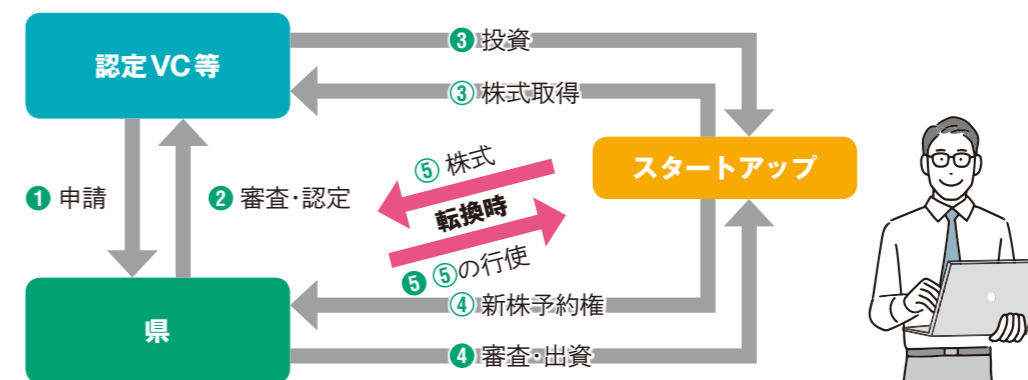 ❸ 投資
認定VC等
③ 株式取得
スタートアップ
⑤ 株式
❶ 申請
❷ 審査・認定
転換時
❺ ⑤の行使
④ 新株予約権
県
❹ 審査・出資